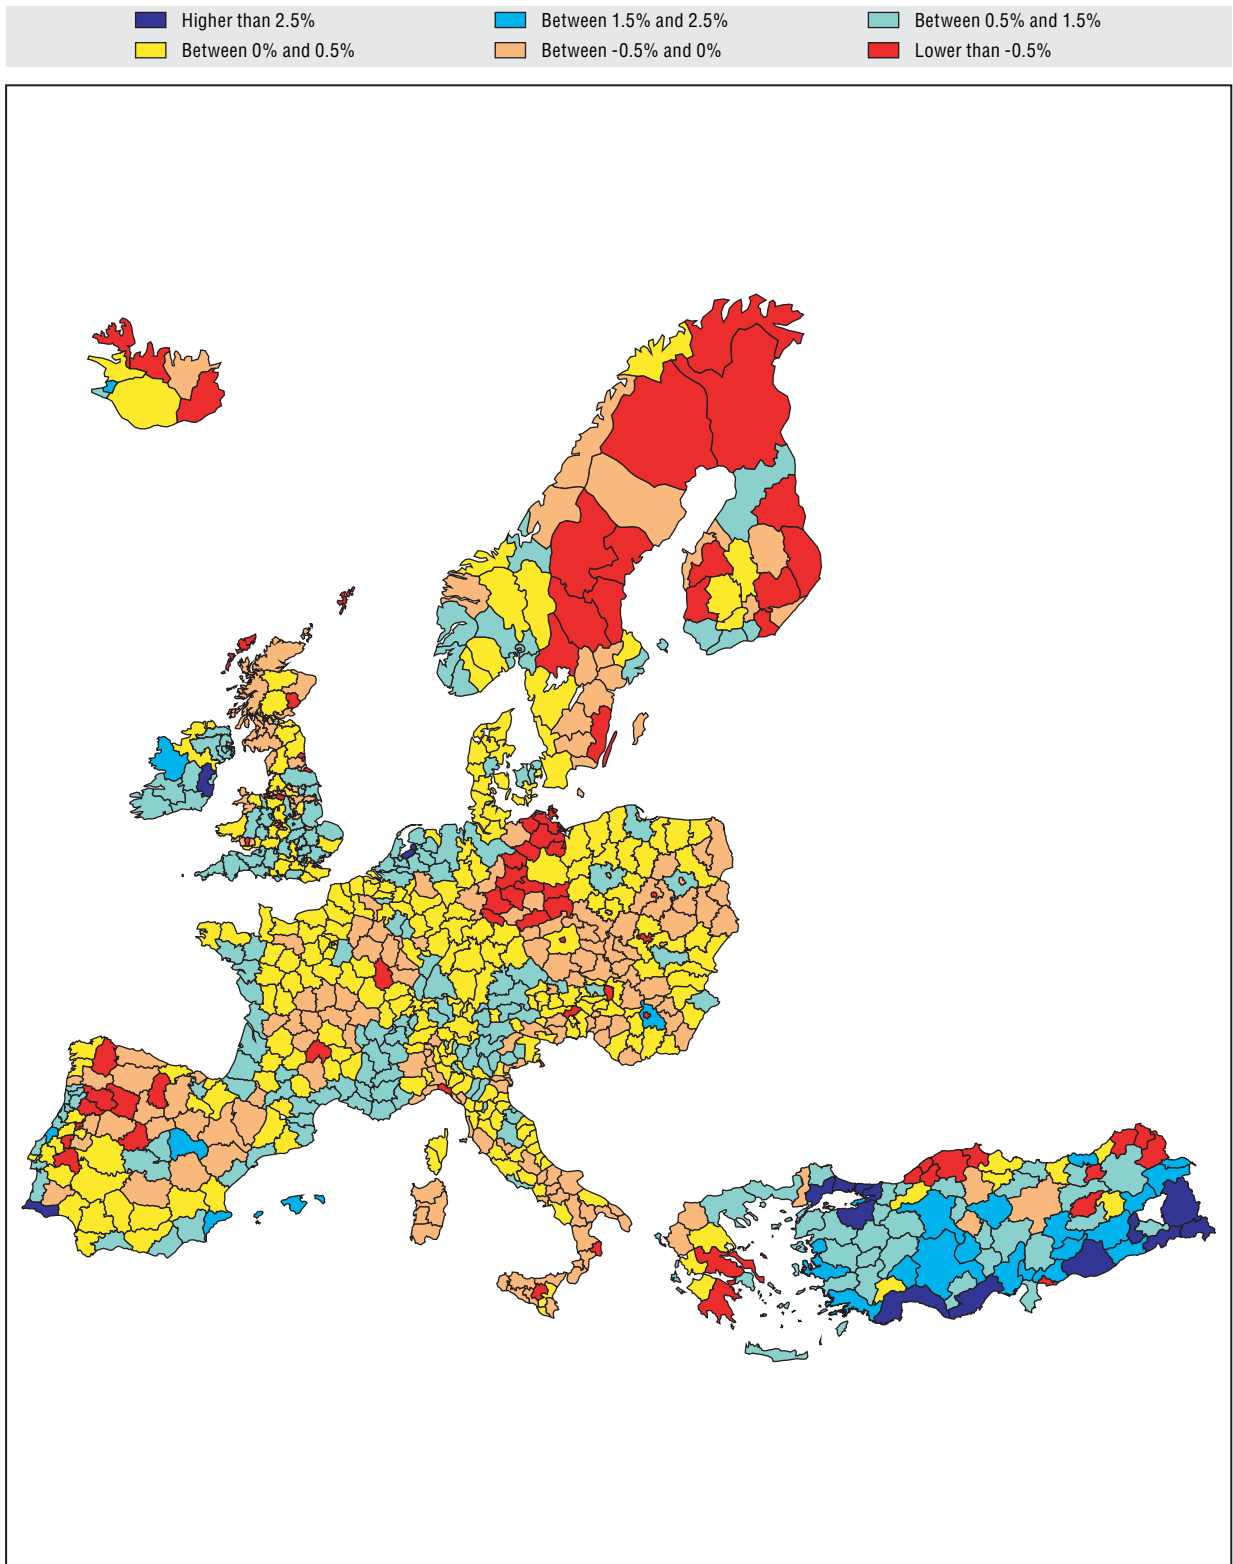 Higher than 2.5% Between 1.5% and 2.5% Between 0.5% and 1.5%
Between 0% and 0.5% Between -0.5% and 0% Lower than -0.5%